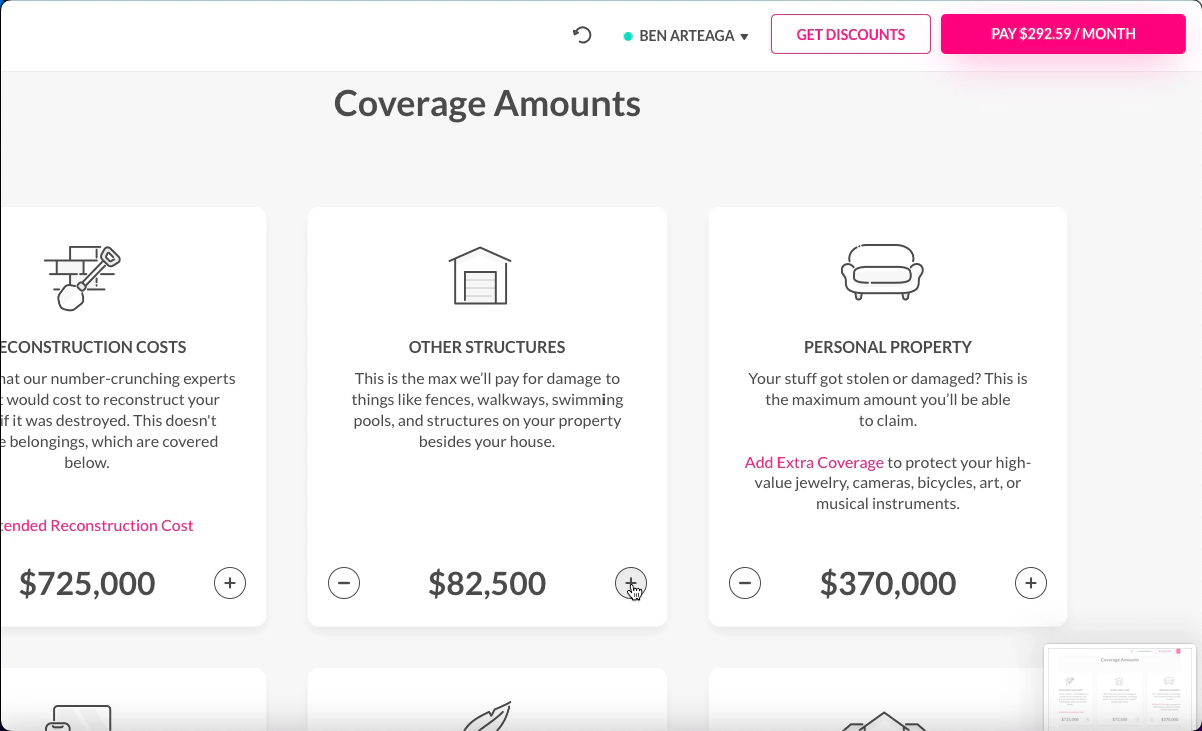 BEN ARTEAGA
GET DISCOUNTS
PAY $292.59 / MONTH
Coverage Amounts
ECONSTRUCTION COSTS
hat our number-crunching experts
would cost to reconstruct your
if it was destroyed. This doesn't
e belongings, which are covered
below.
tended Reconstruction Cost
$725,000
OTHER STRUCTURES
This is the max we’ll pay for damage to
things like fences, walkways, swimming
pools, and structures on your property
besides your house.
$82,500
PERSONAL PROPERTY
Your stuff got stolen or damaged? This is
the maximum amount you’ll be able
to claim.
Add Extra Coverage to protect your high-
value jewelry, cameras, bicycles, art, or
musical instruments.
$370,000
Coverage Amounts